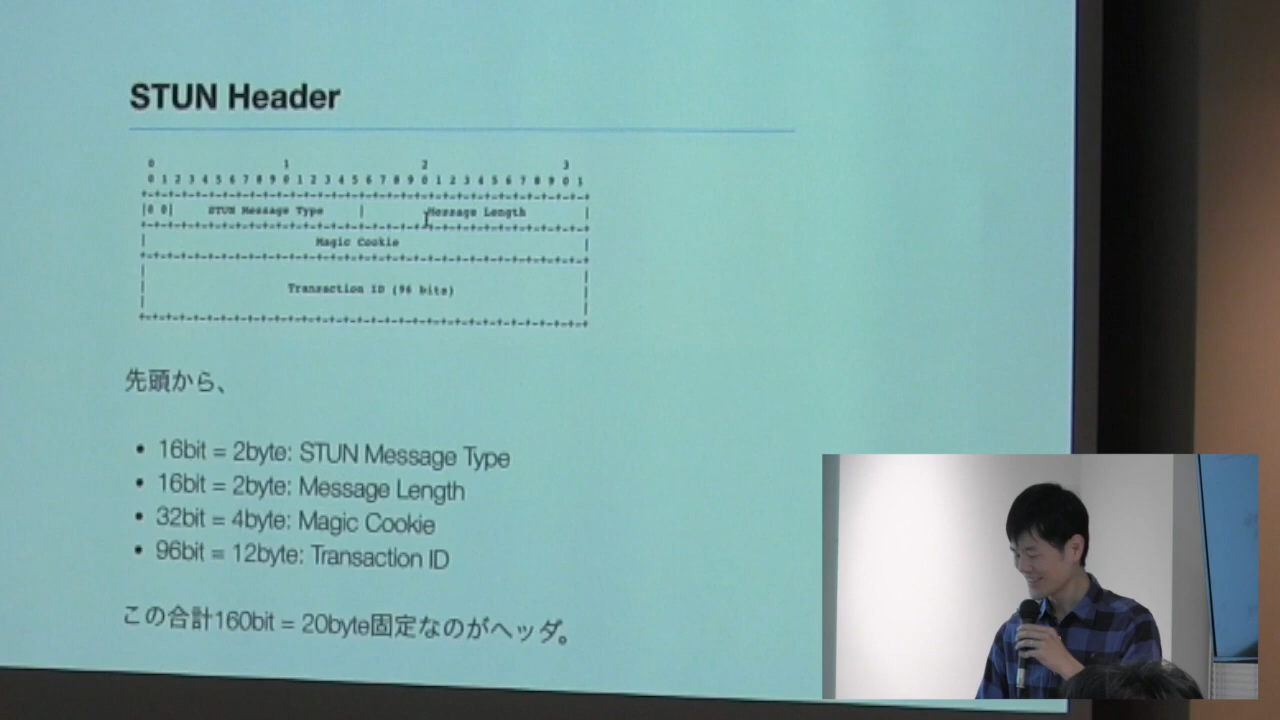 STUN Header
0 1 2 3
0 1 2 3 4 5 6 7 8 9 0 1 2 3 4 5 6 7 8 9 0 1 2 3 4 5 6 7 8 9 0 1
+-+-+-+-+-+-+-+-+-+-+-+-+-+-+-+-+-+-+-+-+-+-+-+-+-+-+-+-+-+-+-+-+
|0 0| STUN Message Type | Message Length |
+-+-+-+-+-+-+-+-+-+-+-+-+-+-+-+-+-+-+-+-+-+-+-+-+-+-+-+-+-+-+-+-+
| Magic Cookie |
+-+-+-+-+-+-+-+-+-+-+-+-+-+-+-+-+-+-+-+-+-+-+-+-+-+-+-+-+-+-+-+-+
| |
| Transaction ID (96 bits) |
| |
+-+-+-+-+-+-+-+-+-+-+-+-+-+-+-+-+-+-+-+-+-+-+-+-+-+-+-+-+-+-+-+-+
先頭から、
• 16bit = 2byte: STUN Message Type
• 16bit = 2byte: Message Length
• 32bit = 4byte: Magic Cookie
• 96bit = 12byte: Transaction ID
この合計160bit = 20byte固定なのがヘッダ。